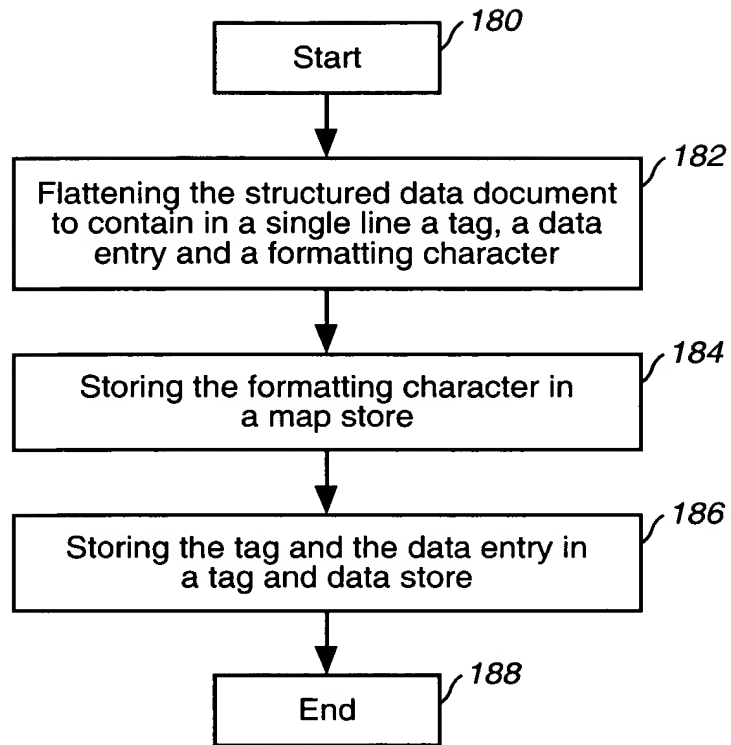 180
Start
182
Flattening the structured data document
to contain in a single line a tag, a data
entry and a formatting character
184
Storing the formatting character in
a map store
186
Storing the tag and the data entry in
a tag and data store
188
End